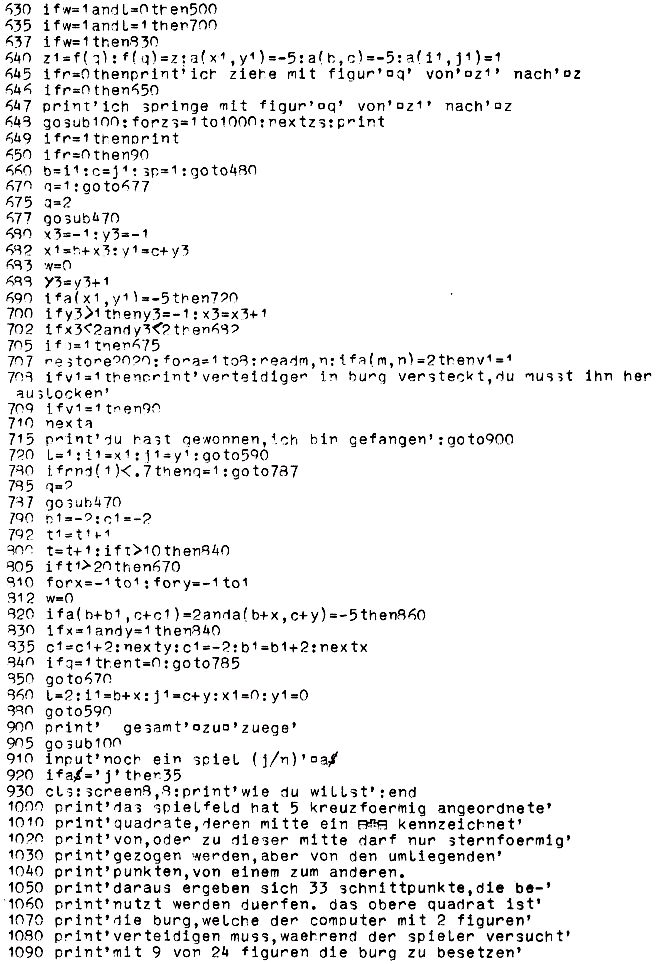 630 ifw=1andl=0then500
635 ifw=1andl=1then700
637 ifw=1then830
640 z1=f(q):f(q)=z:a(x1,y1)=-5:a(b,c)=-5:a(i1,j1)=1
645 ifr=0thenprint'ich ziehe mit figur'¤q' von'¤z1' nach'¤z
646 ifr=0then650
647 print'ich springe mit figur'¤q' von'¤z1' nach'¤z
648 gosub100:forzs=1to1000:nextzs:print
649 ifr=1thenprint
650 ifr=0then90
660 b=i1:c=j1:sp=1:goto480
670 q=1:goto677
675 q=2
677 gosub470
680 x3=-1:y3=-1
682 x1=b+x3:y1=c+y3
683 w=0
688 y3=y3+1
690 ifa(x1,y1)=-5then720
700 ify3>1theny3=-1:x3=x3+1
702 ifx3<2andy3<2then682
705 ifq=1then675
707 restore2020:fora=1to8:readm,n:ifa(m,n)=2thenv1=1
708 ifv1=1thenprint'verteidiger in burg versteckt,du musst ihn her
auslocken'
709 ifv1=1then90
710 nexta
715 print'du hast gewonnen,ich bin gefangen':goto900
720 l=1:i1=x1:j1=y1:goto590
780 ifrnd(1)<.7thenq=1:goto787
785 q=2
787 gosub470
790 b1=-2:c1=-2
792 t1=t1+1
800 t=t+1:ift>10then840
805 ift1>20then670
810 forx=-1to1:fory=-1to1
812 w=0
820 ifa(b+b1,c+c1)=2anda(b+x,c+y)=-5then860
830 ifx=1andy=1then840
835 c1=c1+2:nexty:c1=-2:b1=b1+2:nextx
840 ifq=1thent=0:goto785
850 goto670
860 l=2:i1=b+x:j1=c+y:x1=0:y1=0
880 goto590
900 print'  gesamt'¤zu¤'zuege'
905 gosub100
910 input'noch ein spiel (j/n)'¤a$
920 ifa$='j'then35
930 cls:screen8,8:print'wie du willst':end
1000 print'das spielfeld hat 5 kreuzfoermig angeordnete'
1010 print'quadrate,deren mitte ein kennzeichnet'
1020 print'von,oder zu dieser mitte darf nur sternfoermig'
1030 print'gezogen werden,aber von den umliegenden'
1040 print'punkten,von einem zum anderen.
1050 print'daraus ergeben sich 33 schnittpunkte,die be-'
1060 print'nutzt werden duerfen. das obere quadrat ist'
1070 print'die burg,welche der computer mit 2 figuren'
1080 print'verteidigen muss,waehrend der spieler versucht'
1090 print'mit 9 von 24 figuren die burg zu besetzen'